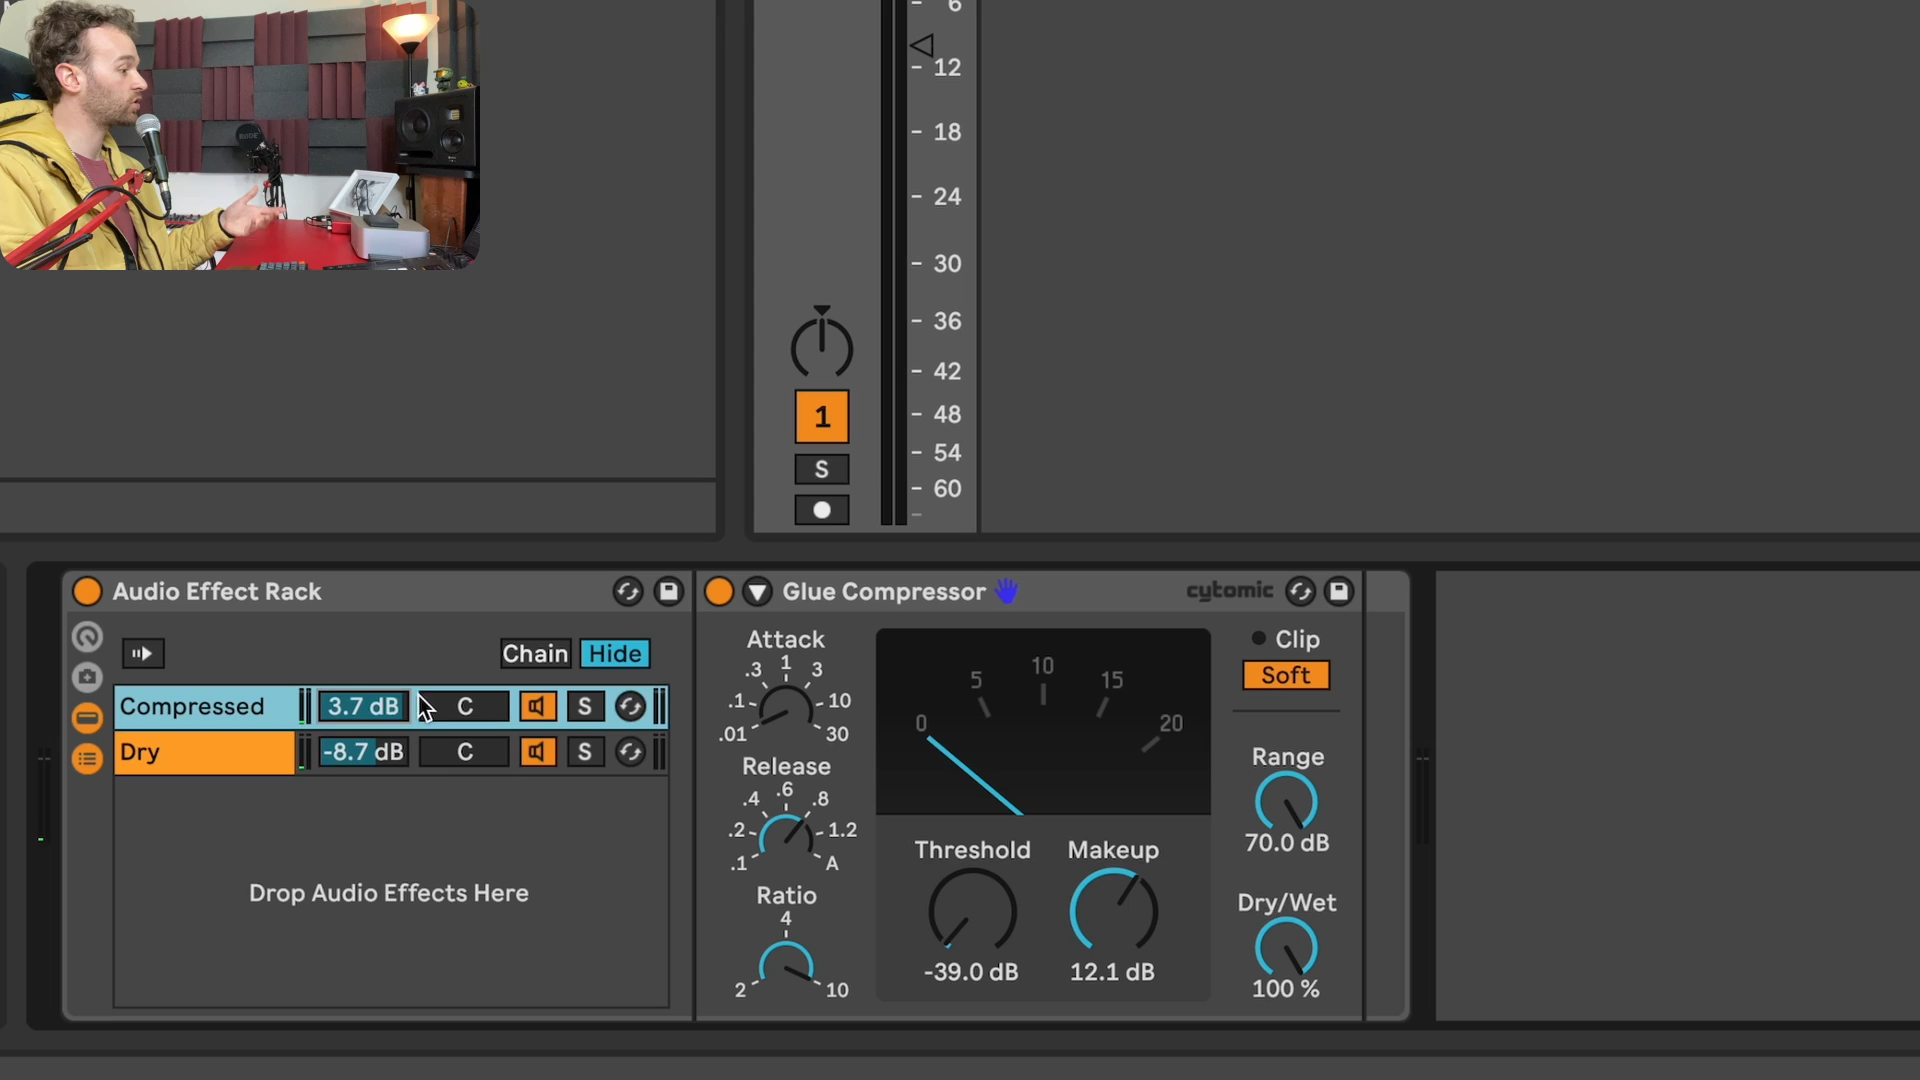 6
12
18
24
30
36
42
48
54
60
1
S
Audio Effect Rack
Chain Hide
Compressed 3.7 dB C S
Dry -8.7 dB C S
Drop Audio Effects Here
Glue Compressor cytomic
Attack
.01 .1 .3 1 3 10 30
Release
.1 .2 .4 .6 .8 1.2 A
Ratio
2 4 10
0 5 10 15 20
Threshold
-39.0 dB
Makeup
12.1 dB
Clip
Soft
Range
70.0 dB
Dry/Wet
100 %